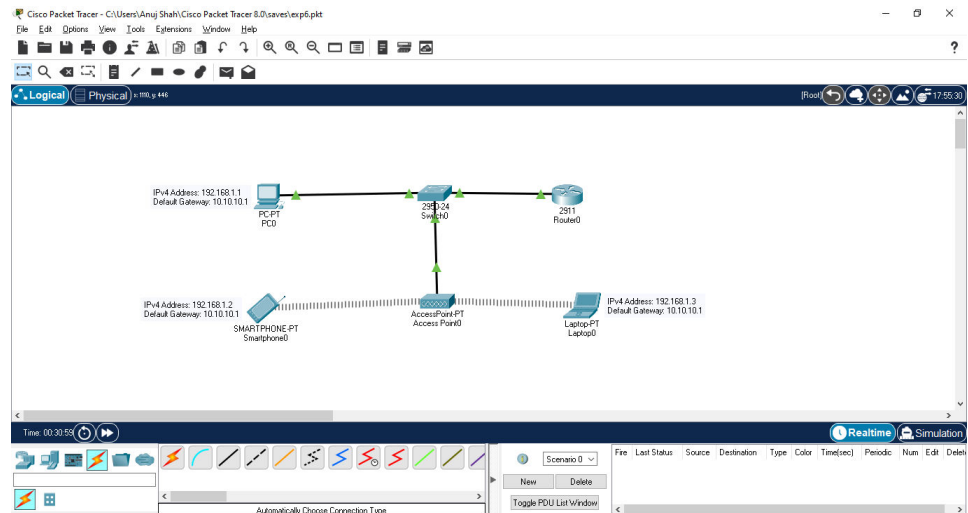 Cisco Packet Tracer - C:\Users\Anuj Shah\Cisco Packet Tracer 8.0\saves\exp6.pkt
File Edit Options View Tools Extensions Window Help
?
Logical Physical x: 1110, y: 446 [Root] 17:55:30
IPv4 Address: 192.168.1.1
Default Gateway: 10.10.10.1
PC-PT
PC0
2950-24
Switch0
2911
Router0
IPv4 Address: 192.168.1.2
Default Gateway: 10.10.10.1
SMARTPHONE-PT
Smartphone0
AccessPoint-PT
Access Point0
Laptop-PT
Laptop0
IPv4 Address: 192.168.1.3
Default Gateway: 10.10.10.1
Time: 00:30:59 Realtime Simulation
Scenario 0
New Delete
Toggle PDU List Window
Fire Last Status Source Destination Type Color Time(sec) Periodic Num Edit Delet
Automatically Choose Connection Type